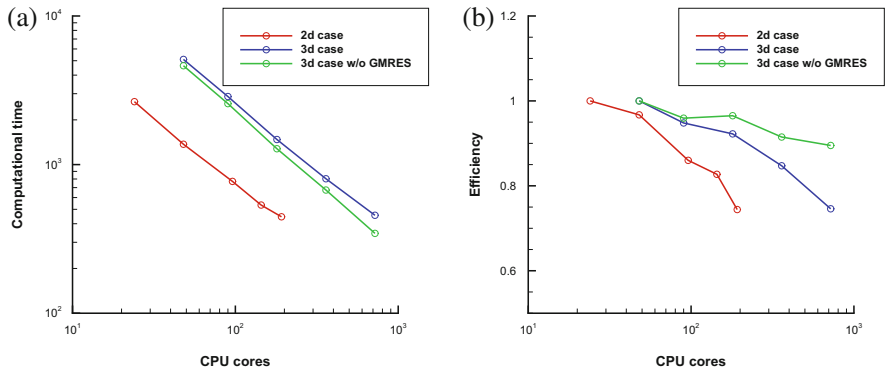 (a)
2d case
3d case
3d case w/o GMRES
Computational time
10^4
10^3
10^2
10^1
10^2
10^3
CPU cores
(b)
2d case
3d case
3d case w/o GMRES
Efficiency
1.2
1
0.8
0.6
10^1
10^2
10^3
CPU cores